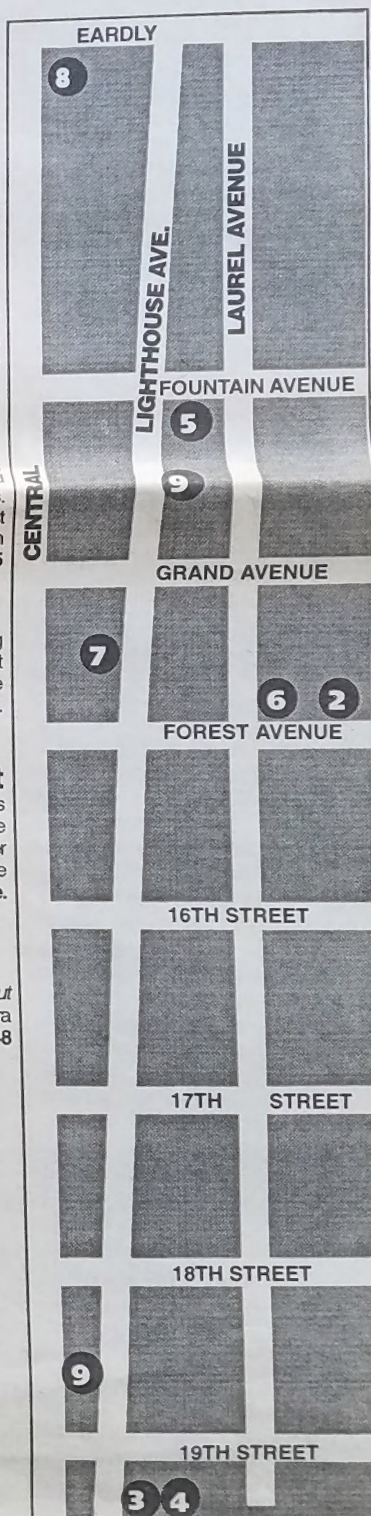 EARDLY
8
LAUREL AVENUE
LIGHTHOUSE AVE.
FOUNTAIN AVENUE
5
CENTRAL
9
GRAND AVENUE
7
6 2
FOREST AVENUE
16TH STREET
17TH STREET
18TH STREET
9
19TH STREET
3 4